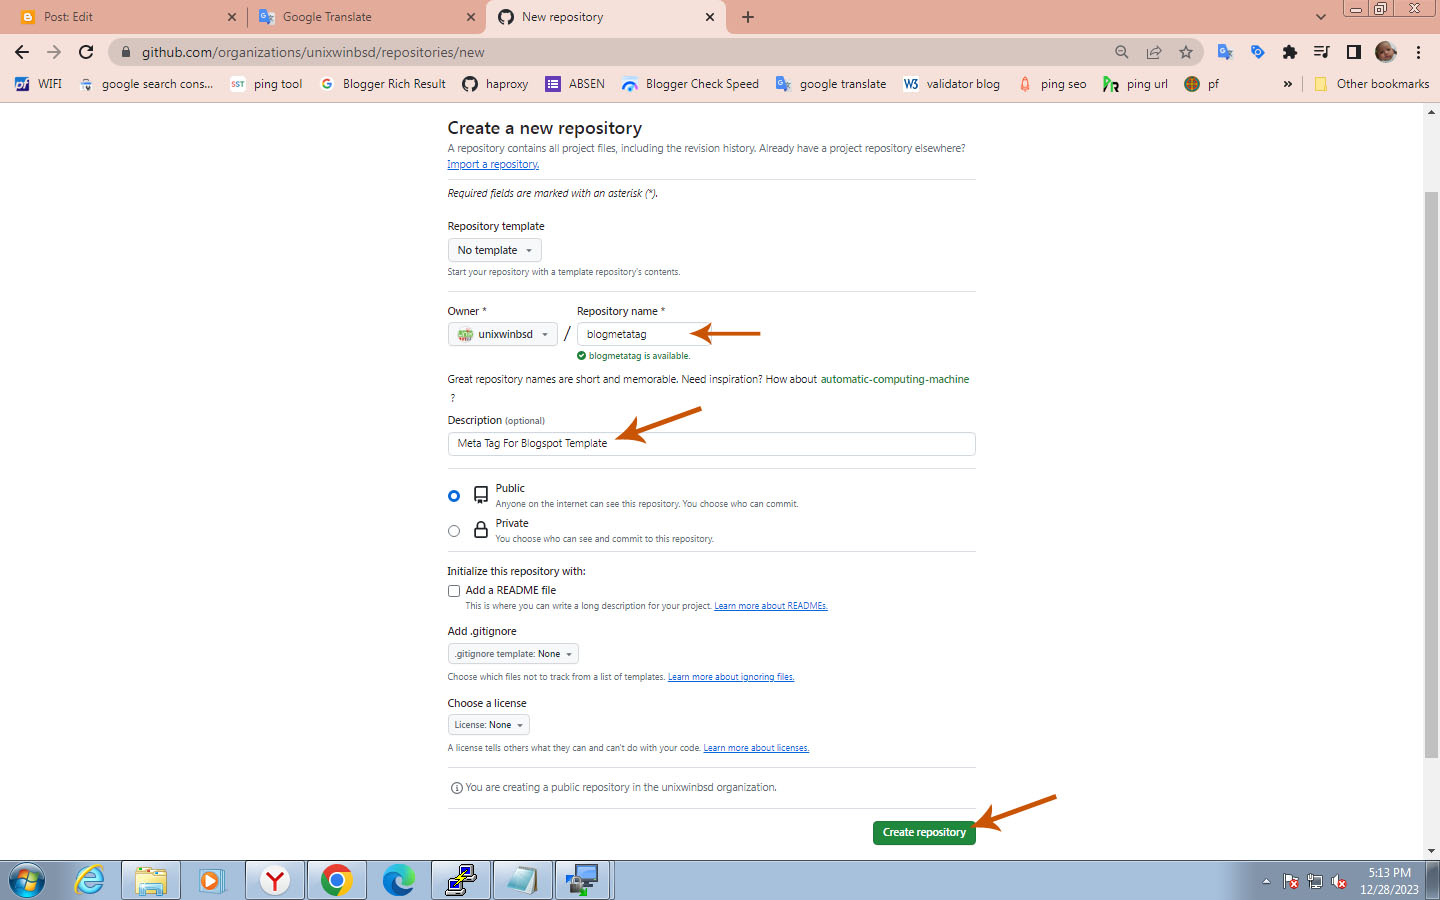 Post: Edit
Google Translate
New repository
github.com/organizations/unixwinbsd/repositories/new
WIFI
google search cons...
SST ping tool
G Blogger Rich Result
haproxy
ABSEN
Blogger Check Speed
google translate
W3 validator blog
ping seo
ping url
pf
»
Other bookmarks
Create a new repository
A repository contains all project files, including the revision history. Already have a project repository elsewhere?
Import a repository.
Required fields are marked with an asterisk (*).
Repository template
No template
Start your repository with a template repository's contents.
Owner *
Repository name *
unixwinbsd
/
blogmetatag
blogmetatag is available.
Great repository names are short and memorable. Need inspiration? How about automatic-computing-machine
?
Description (optional)
Meta Tag For Blogspot Template
Public
Anyone on the internet can see this repository. You choose who can commit.
Private
You choose who can see and commit to this repository.
Initialize this repository with:
Add a README file
This is where you can write a long description for your project. Learn more about READMEs.
Add .gitignore
.gitignore template: None
Choose which files not to track from a list of templates. Learn more about ignoring files.
Choose a license
License: None
A license tells others what they can and can't do with your code. Learn more about licenses.
You are creating a public repository in the unixwinbsd organization.
Create repository
5:13 PM
12/28/2023